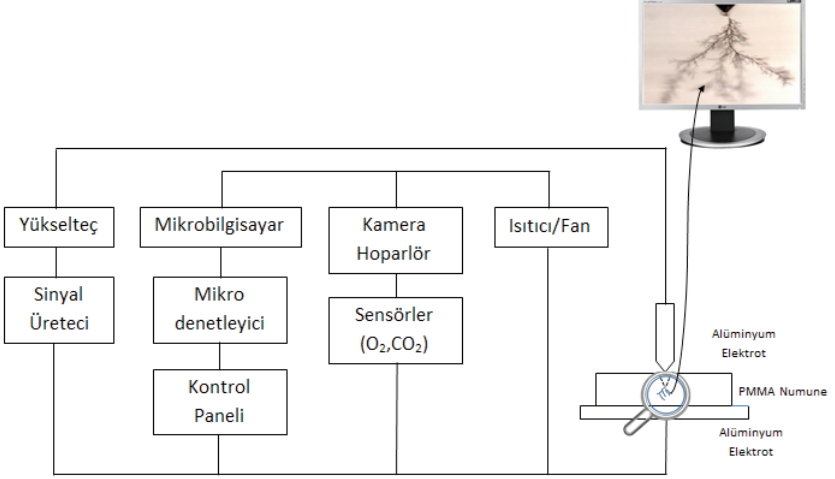 Yükselteç
Mikrobilgisayar
Kamera
Hoparlör
Isıtıcı/Fan
Sinyal
Üreteci
Mikro
denetleyici
Sensörler
(O₂,CO₂)
Kontrol
Paneli
Alüminyum
Elektrot
PMMA Numune
Alüminyum
Elektrot